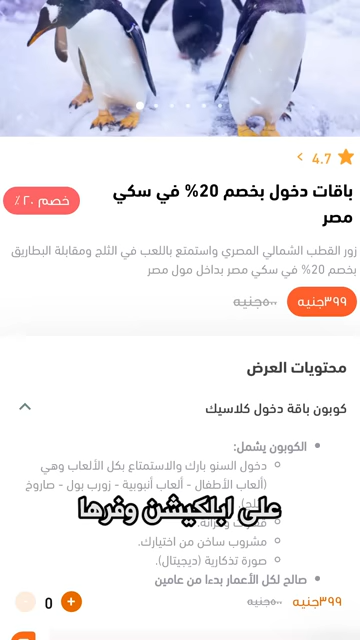 4.7
باقات دخول بخصم 20% في سكي
مصر
خصم ٢٠٪
زور القطب الشمالي المصري واستمتع باللعب في الثلج ومقابلة البطاريق
بخصم 20% في سكي مصر بداخل مول مصر
٣٩٩جنيه
٥٠٠جنيه
محتويات العرض
كوبون باقة دخول كلاسيك
الكوبون يشمل:
دخول السنو بارك والاستمتاع بكل الألعاب وهي
(ألعاب الأطفال - ألعاب أنبوبية - زورب بول - صاروخ
على ابلكيشن وفرها
مشروب ساخن من اختيارك.
صورة تذكارية (ديجيتال).
صالح لكل الأعمار بدءا من عامين
٣٩٩جنيه
٥٠٠جنيه
0